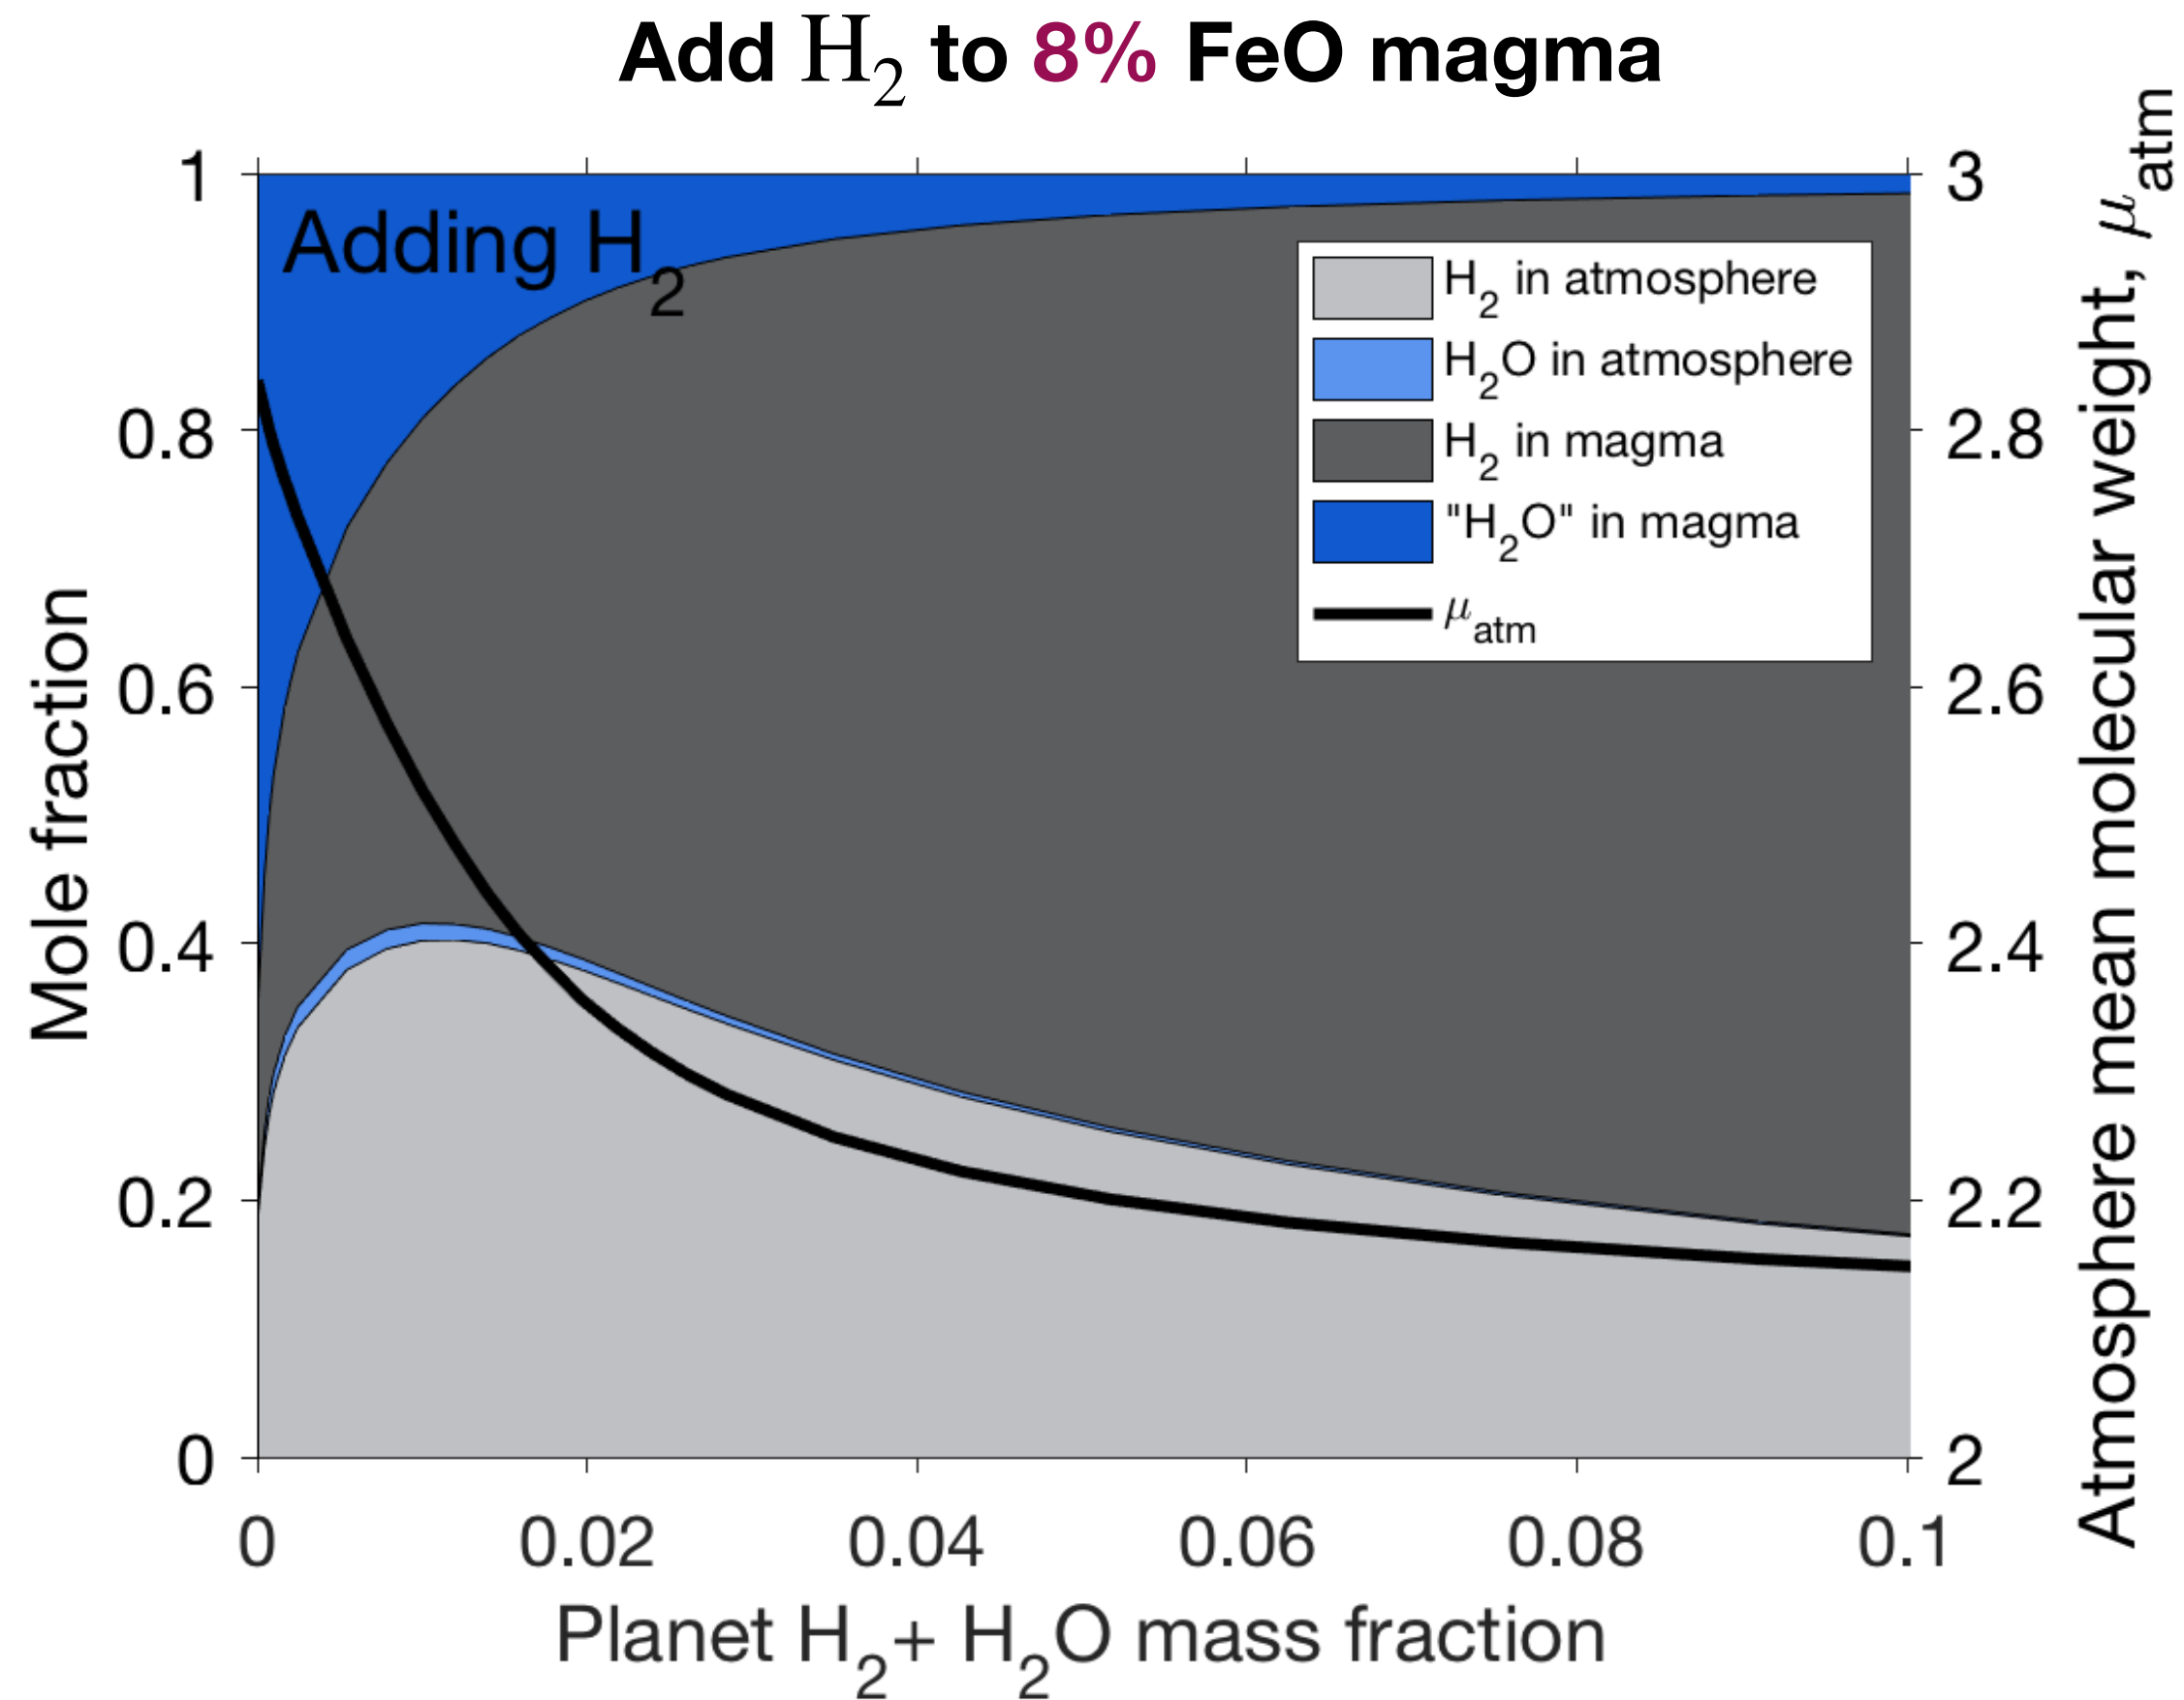 Add H₂ to 8% FeO magma
Adding H₂
H₂ in atmosphere
H₂O in atmosphere
H₂ in magma
"H₂O" in magma
μatm
Mole fraction
1
0.8
0.6
0.4
0.2
0
3
2.8
2.6
2.4
2.2
2
Atmosphere mean molecular weight, μatm
0
0.02
0.04
0.06
0.08
0.1
Planet H₂+ H₂O mass fraction